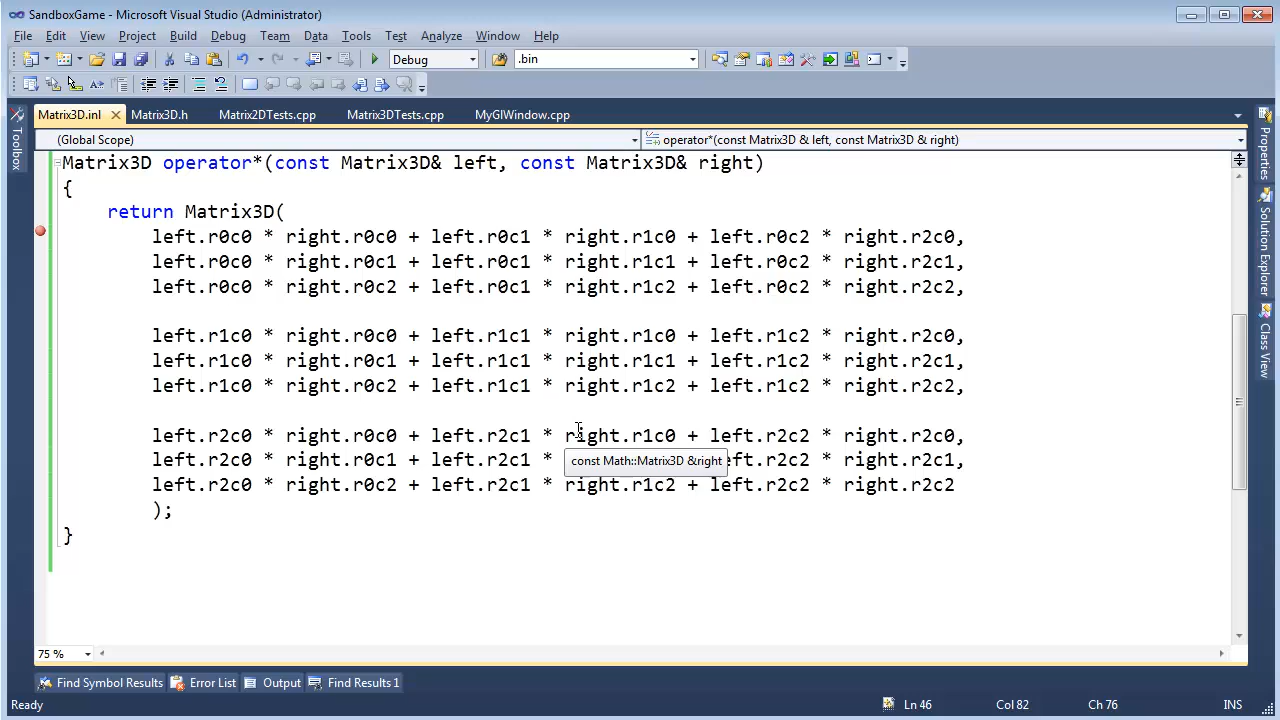 SandboxGame - Microsoft Visual Studio (Administrator)
File Edit View Project Build Debug Team Data Tools Test Analyze Window Help
Debug .bin
Matrix3D.inl Matrix3D.h Matrix2DTests.cpp Matrix3DTests.cpp MyGlWindow.cpp
(Global Scope) operator*(const Matrix3D & left, const Matrix3D & right)
Toolbox
Properties
Solution Explorer
Class View
Matrix3D operator*(const Matrix3D& left, const Matrix3D& right)
{
return Matrix3D(
left.r0c0 * right.r0c0 + left.r0c1 * right.r1c0 + left.r0c2 * right.r2c0,
left.r0c0 * right.r0c1 + left.r0c1 * right.r1c1 + left.r0c2 * right.r2c1,
left.r0c0 * right.r0c2 + left.r0c1 * right.r1c2 + left.r0c2 * right.r2c2,
left.r1c0 * right.r0c0 + left.r1c1 * right.r1c0 + left.r1c2 * right.r2c0,
left.r1c0 * right.r0c1 + left.r1c1 * right.r1c1 + left.r1c2 * right.r2c1,
left.r1c0 * right.r0c2 + left.r1c1 * right.r1c2 + left.r1c2 * right.r2c2,
left.r2c0 * right.r0c0 + left.r2c1 * right.r1c0 + left.r2c2 * right.r2c0,
left.r2c0 * right.r0c1 + left.r2c1 * eft.r2c2 * right.r2c1,
const Math::Matrix3D &right
left.r2c0 * right.r0c2 + left.r2c1 * right.r1c2 + left.r2c2 * right.r2c2
);
}
75 %
Find Symbol Results Error List Output Find Results 1
Ready Ln 46 Col 82 Ch 76 INS